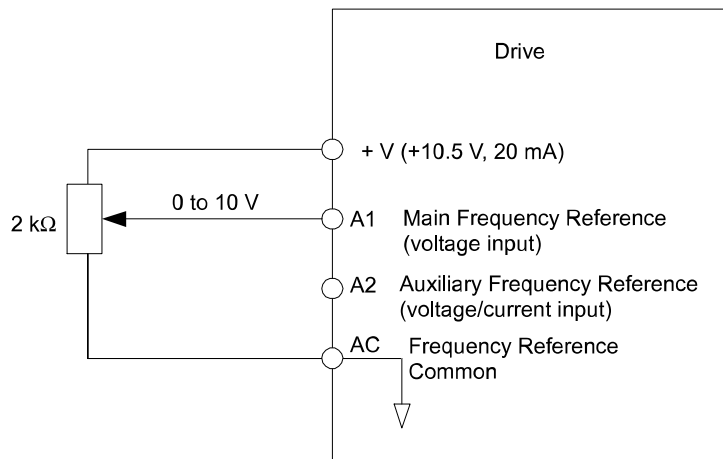 Drive
+ V (+10.5 V, 20 mA)
0 to 10 V
2 kΩ
A1 Main Frequency Reference
(voltage input)
A2 Auxiliary Frequency Reference
(voltage/current input)
AC Frequency Reference
Common